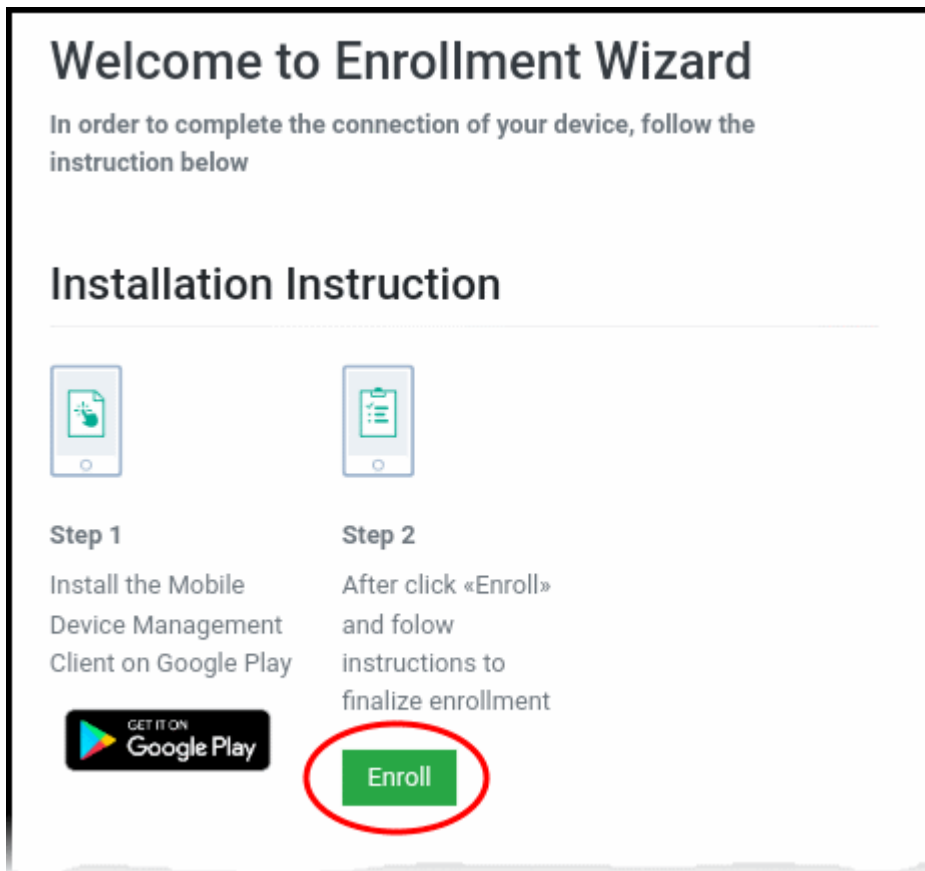 Welcome to Enrollment Wizard
In order to complete the connection of your device, follow the
instruction below
Installation Instruction
Step 1
Install the Mobile
Device Management
Client on Google Play
GET IT ON
Google Play
Step 2
After click «Enroll»
and folow
instructions to
finalize enrollment
Enroll